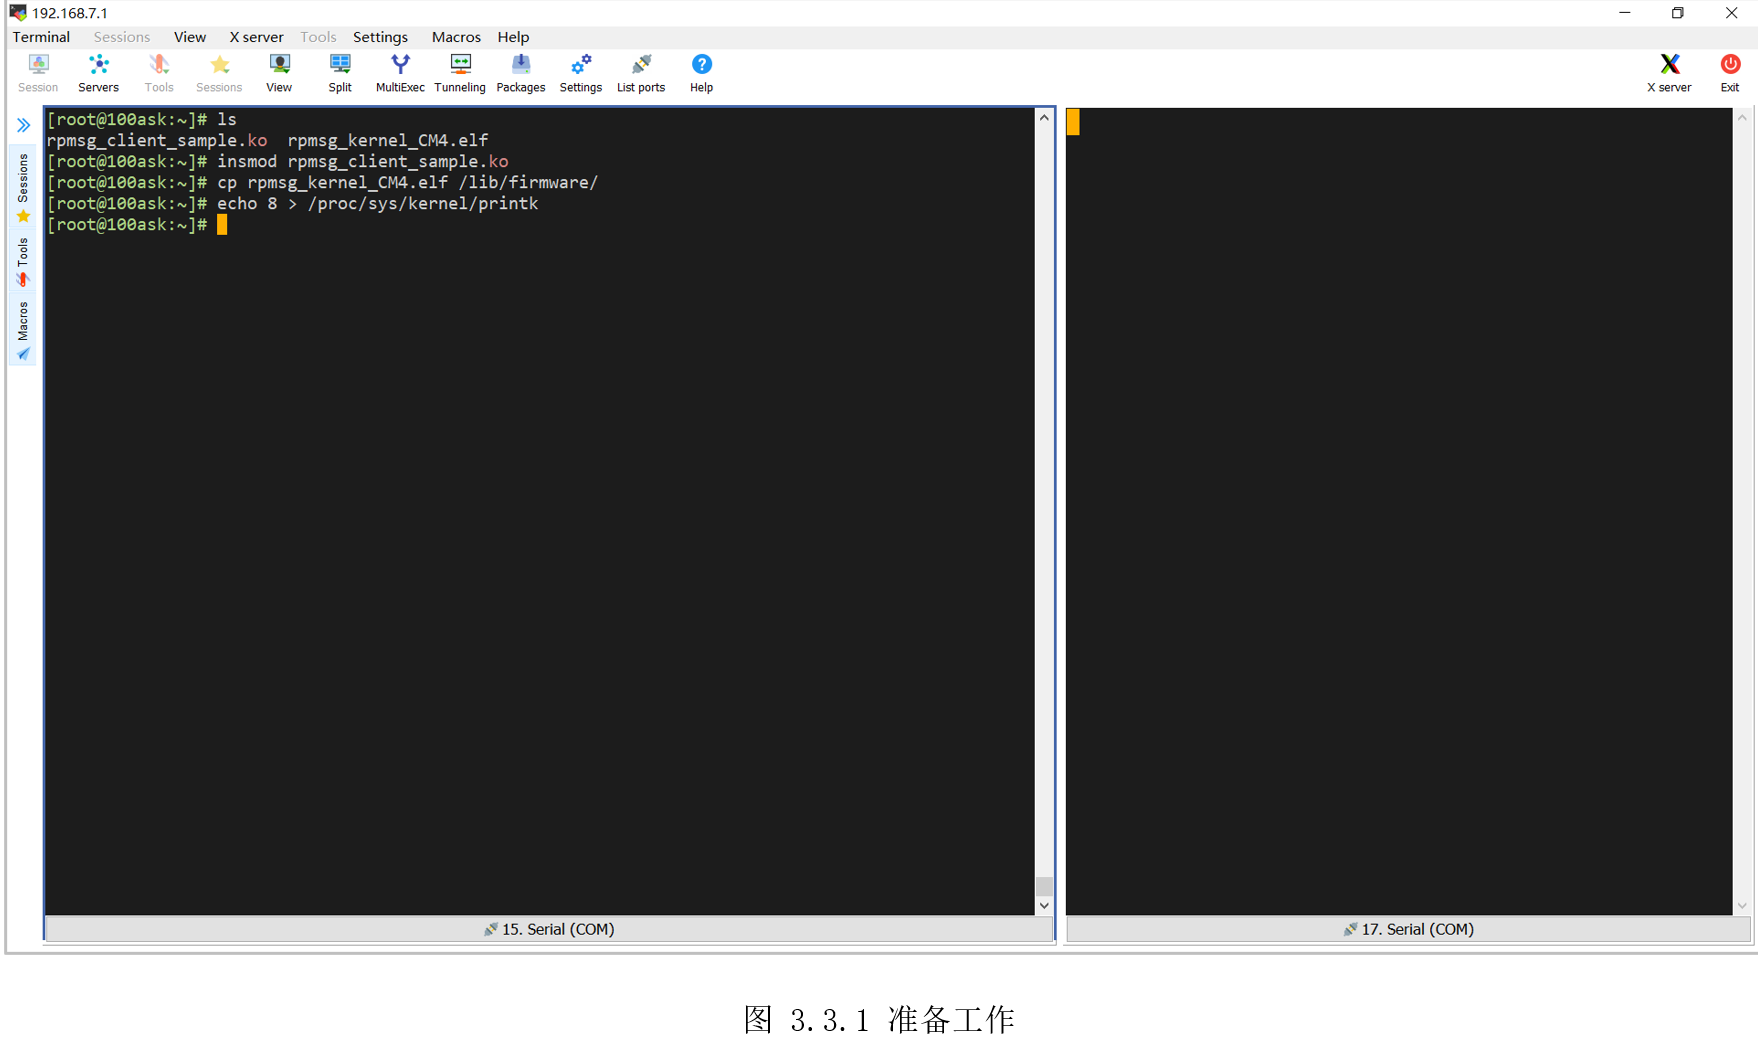 192.168.7.1
Terminal Sessions View X server Tools Settings Macros Help
Session Servers Tools Sessions View Split MultiExec Tunneling Packages Settings List ports Help X server Exit
Sessions
Tools
Macros
[root@100ask:~]# ls
rpmsg_client_sample.ko  rpmsg_kernel_CM4.elf
[root@100ask:~]# insmod rpmsg_client_sample.ko
[root@100ask:~]# cp rpmsg_kernel_CM4.elf /lib/firmware/
[root@100ask:~]# echo 8 > /proc/sys/kernel/printk
[root@100ask:~]#
15. Serial (COM)
17. Serial (COM)
图 3.3.1 准备工作